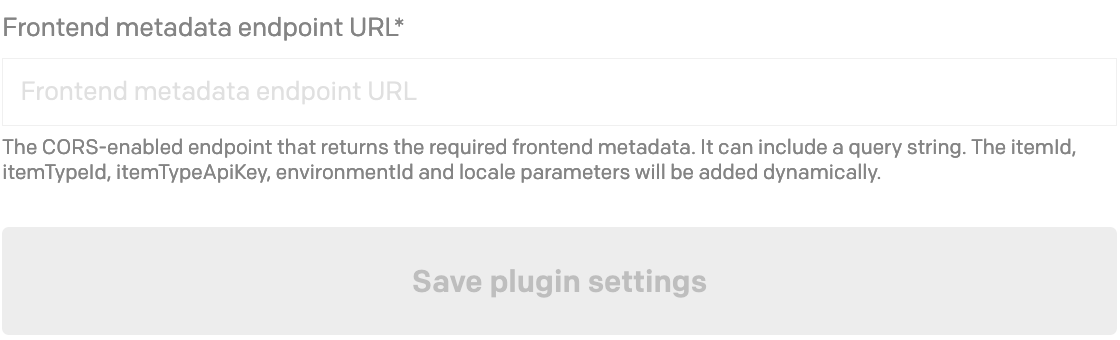 Frontend metadata endpoint URL*
Frontend metadata endpoint URL
The CORS-enabled endpoint that returns the required frontend metadata. It can include a query string. The itemId,
itemTypeId, itemTypeApiKey, environmentId and locale parameters will be added dynamically.
Save plugin settings